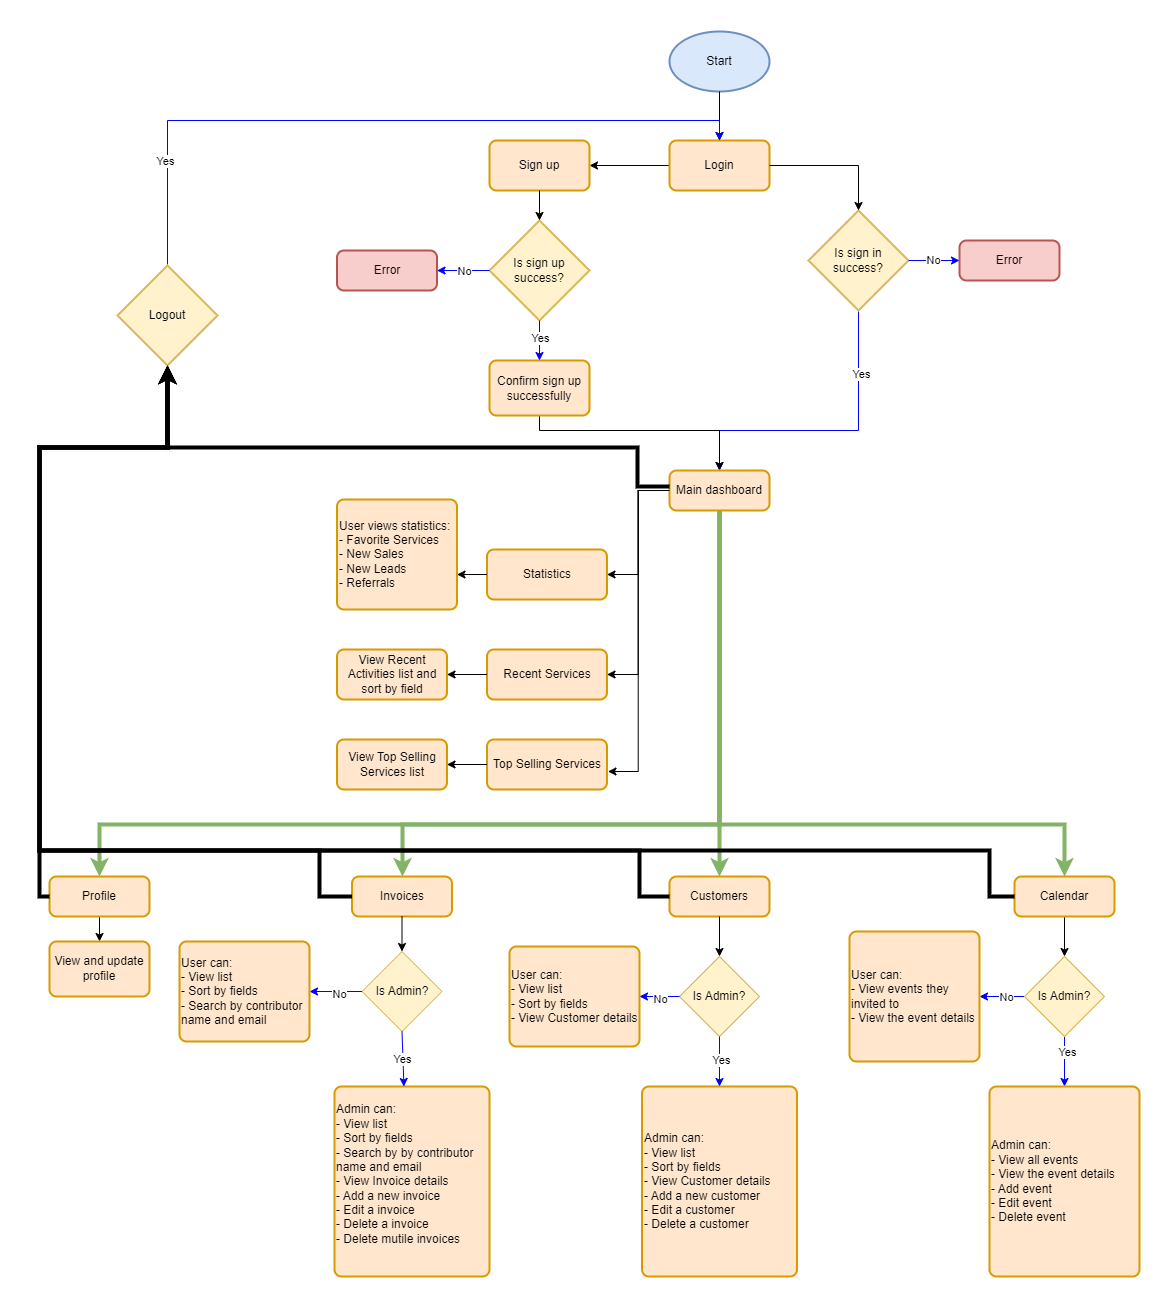 Start
Yes
Sign up
Login
Is sign up
success?
No
Error
Is sign in
success?
No
Error
Logout
Yes
Yes
Confirm sign up
successfully
Main dashboard
User views statistics:
- Favorite Services
- New Sales
- New Leads
- Referrals
Statistics
View Recent
Activities list and
sort by field
Recent Services
View Top Selling
Services list
Top Selling Services
Profile
Invoices
Customers
Calendar
View and update
profile
User can:
- View list
- Sort by fields
- Search by contributor
name and email
No
Is Admin?
User can:
- View list
- Sort by fields
- View Customer details
No
Is Admin?
User can:
- View events they
invited to
- View the event details
No
Is Admin?
Yes
Yes
Yes
Admin can:
- View list
- Sort by fields
- Search by by contributor
name and email
- View Invoice details
- Add a new invoice
- Edit a invoice
- Delete a invoice
- Delete mutile invoices
Admin can:
- View list
- Sort by fields
- View Customer details
- Add a new customer
- Edit a customer
- Delete a customer
Admin can:
- View all events
- View the event details
- Add event
- Edit event
- Delete event